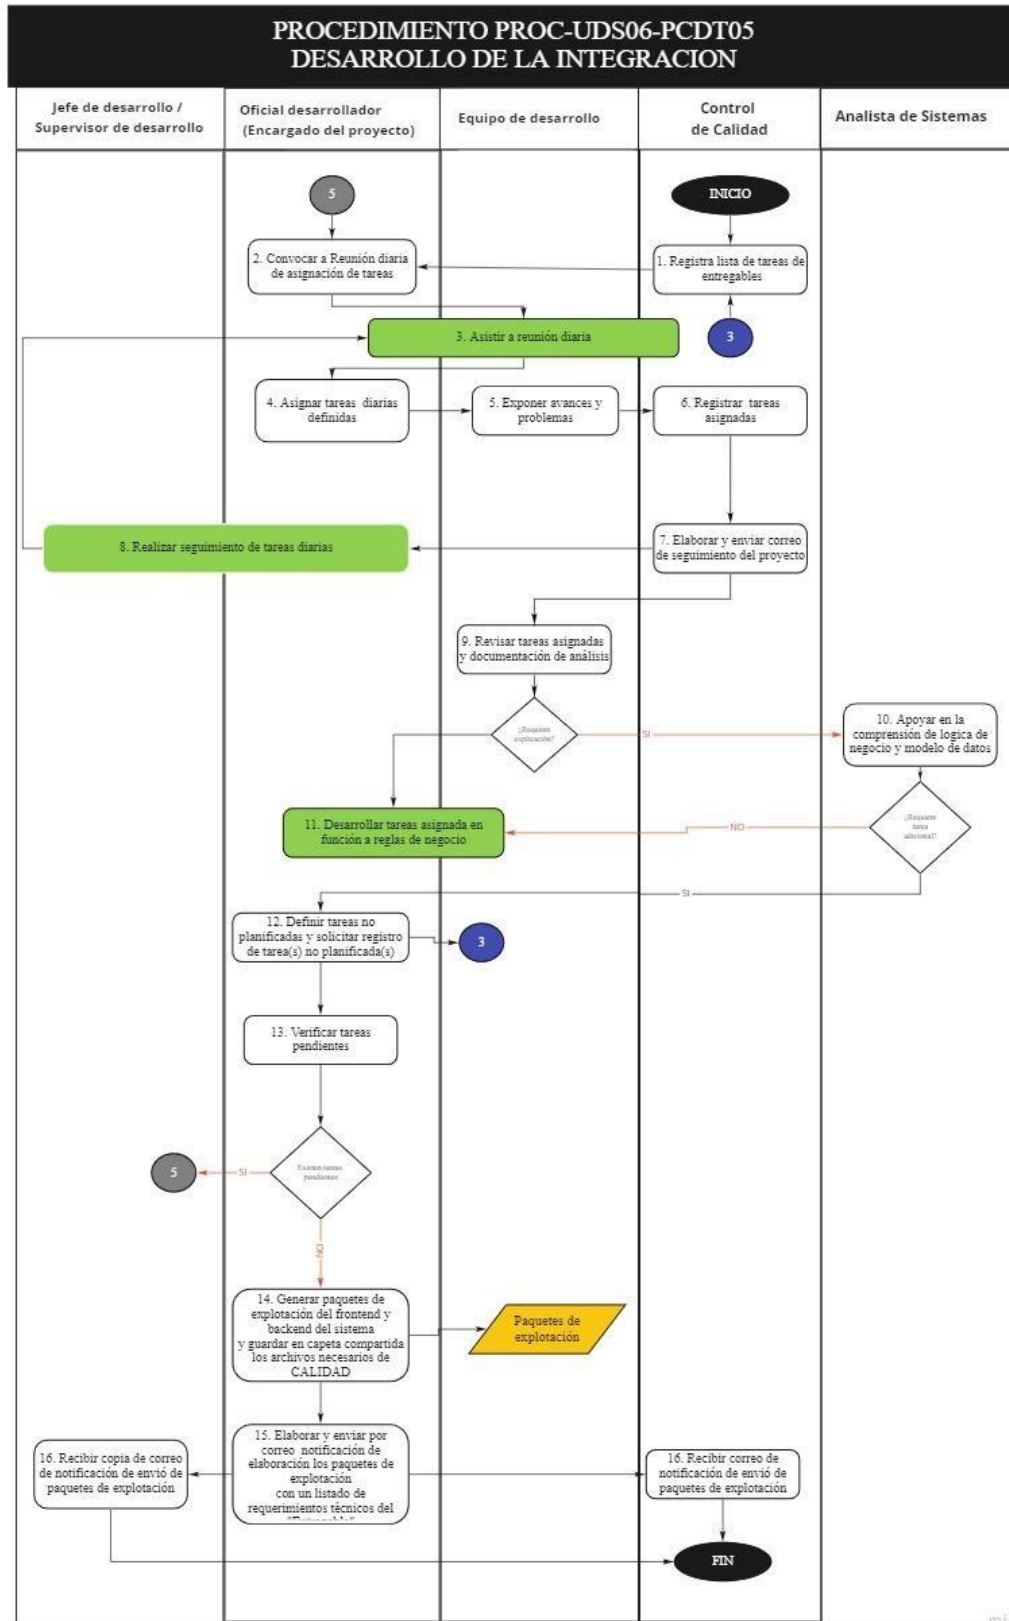 PROCEDIMIENTO PROC-UDS06-PCDT05
DESARROLLO DE LA INTEGRACION
Jefe de desarrollo /
Supervisor de desarrollo
Oficial desarrollador
(Encargado del proyecto)
Equipo de desarrollo
Control
de Calidad
Analista de Sistemas
5
INICIO
2. Convocar a Reunión diaria
de asignación de tareas
1. Registra lista de tareas de
entregables
3. Asistir a reunión diaria
3
4. Asignar tareas diarias
definidas
5. Exponer avances y
problemas
6. Registrar tareas
asignadas
8. Realizar seguimiento de tareas diarias
7. Elaborar y enviar correo
de seguimiento del proyecto
9. Revisar tareas asignadas
y documentación de análisis
¿Requiere
explicación?
SI
10. Apoyar en la
comprensión de logica de
negocio y modelo de datos
11. Desarrollar tareas asignada en
función a reglas de negocio
NO
¿Requiere
tarea
adicional?
SI
12. Definir tareas no
planificadas y solicitar registro
de tarea(s) no planificada(s)
3
13. Verificar tareas
pendientes
5
SI
Existen tareas
pendientes
NO
14. Generar paquetes de
explotación del frontend y
backend del sistema
y guardar en capeta compartida
los archivos necesarios de
CALIDAD
Paquetes de
explotación
16. Recibir copia de correo
de notificación de envió de
paquetes de explotación
15. Elaborar y enviar por
correo notificación de
elaboración los paquetes de
explotación
con un listado de
requerimientos técnicos del
16. Recibir correo de
notificación de envió de
paquetes de explotación
FIN